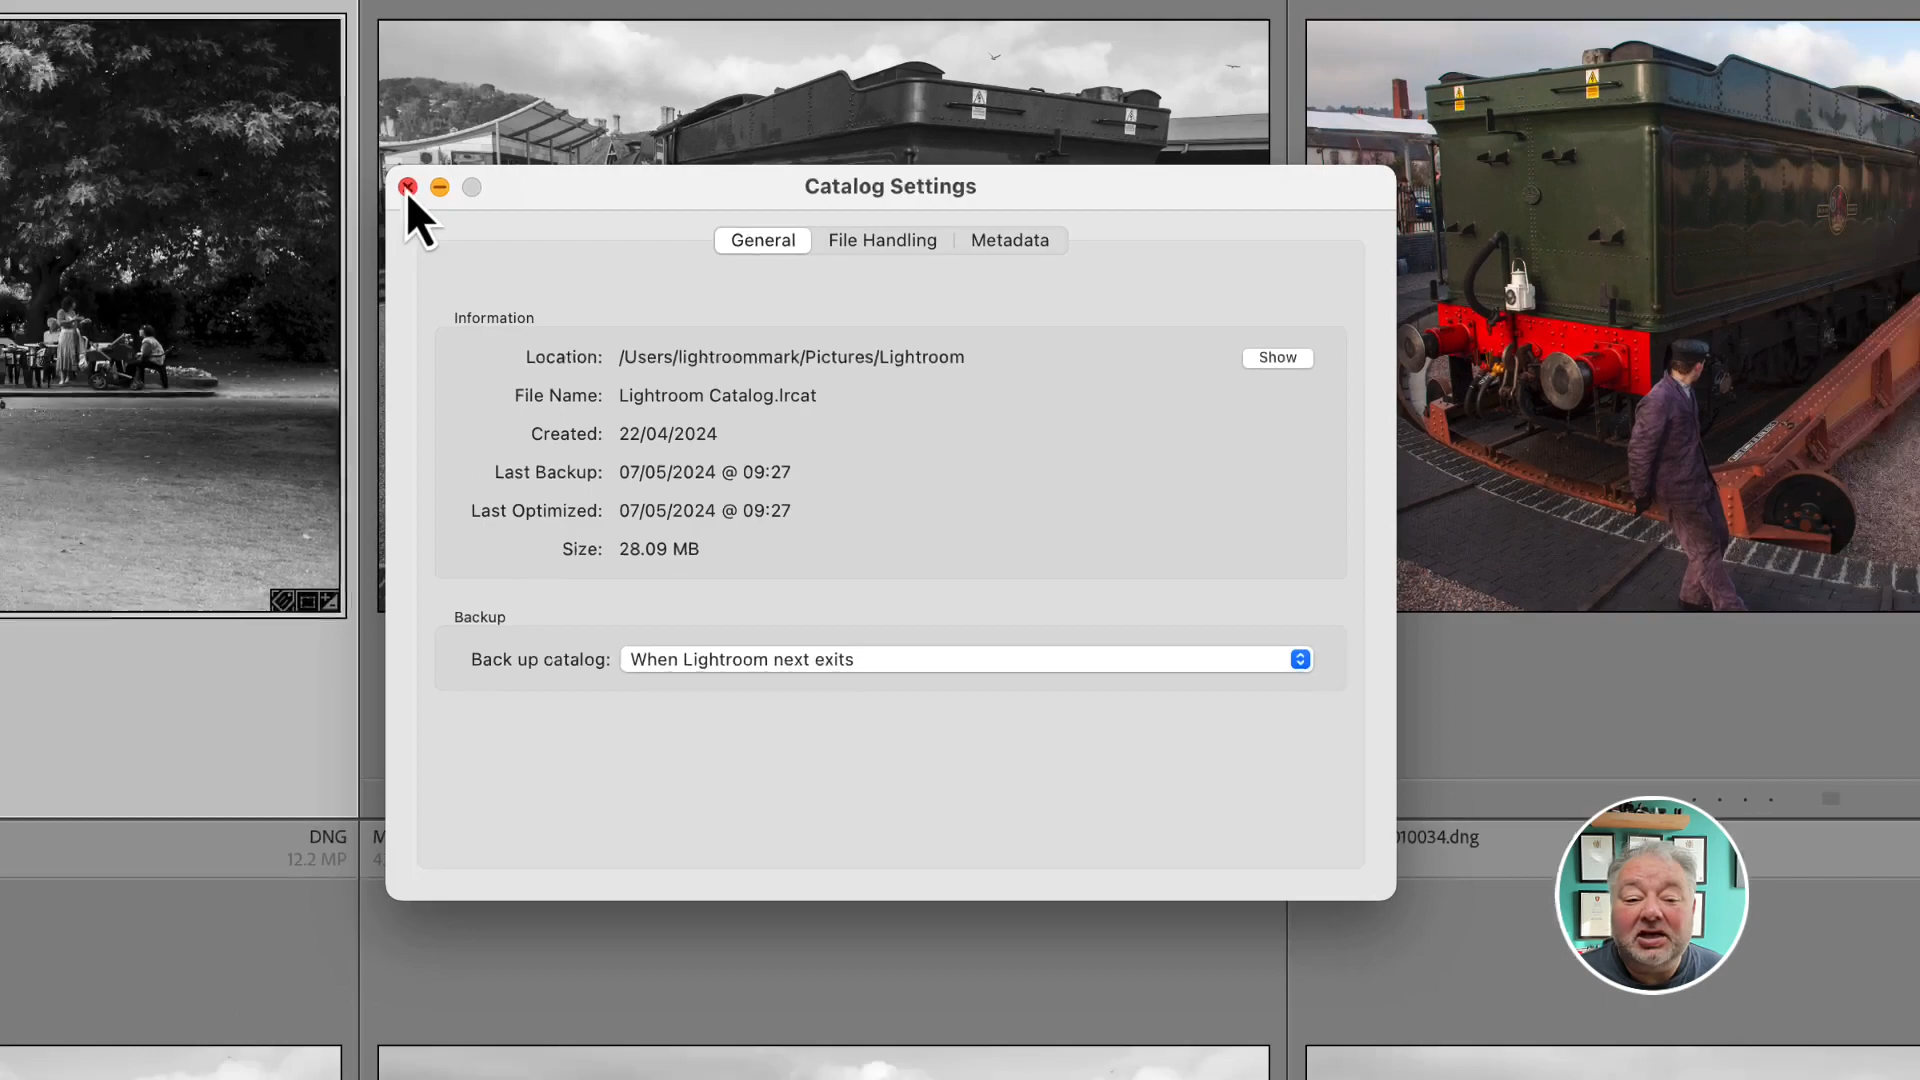 Catalog Settings
General File Handling Metadata
Information
Location: /Users/lightroommark/Pictures/Lightroom Show
File Name: Lightroom Catalog.lrcat
Created: 22/04/2024
Last Backup: 07/05/2024 @ 09:27
Last Optimized: 07/05/2024 @ 09:27
Size: 28.09 MB
Backup
Back up catalog: When Lightroom next exits
DNG
12.2 MP
10034.dng